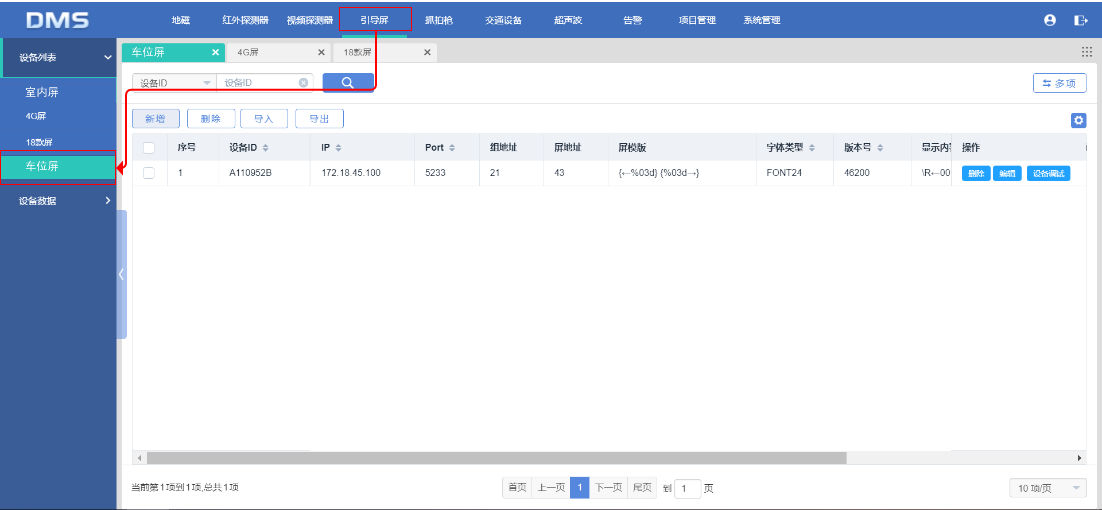 DMS 地磁 红外探测器 视频探测器 引导屏 抓拍枪 交通设备 超声波 告警 项目管理 系统管理
设备列表
室内屏
4G屏
18款屏
车位屏
设备数据
车位屏 × 4G屏 × 18款屏 ×
设备ID 设备ID 多项
新增 删除 导入 导出
序号 设备ID IP Port 组地址 屏地址 屏模版 字体类型 版本号 显示内 操作
1 A110952B 172.18.45.100 5233 21 43 {←%03d} {%03d→} FONT24 46200 \R←00 删除 编辑 设备调试
当前第1项到1项,总共1项 首页 上一页 1 下一页 尾页 到 1 页 10 项/页